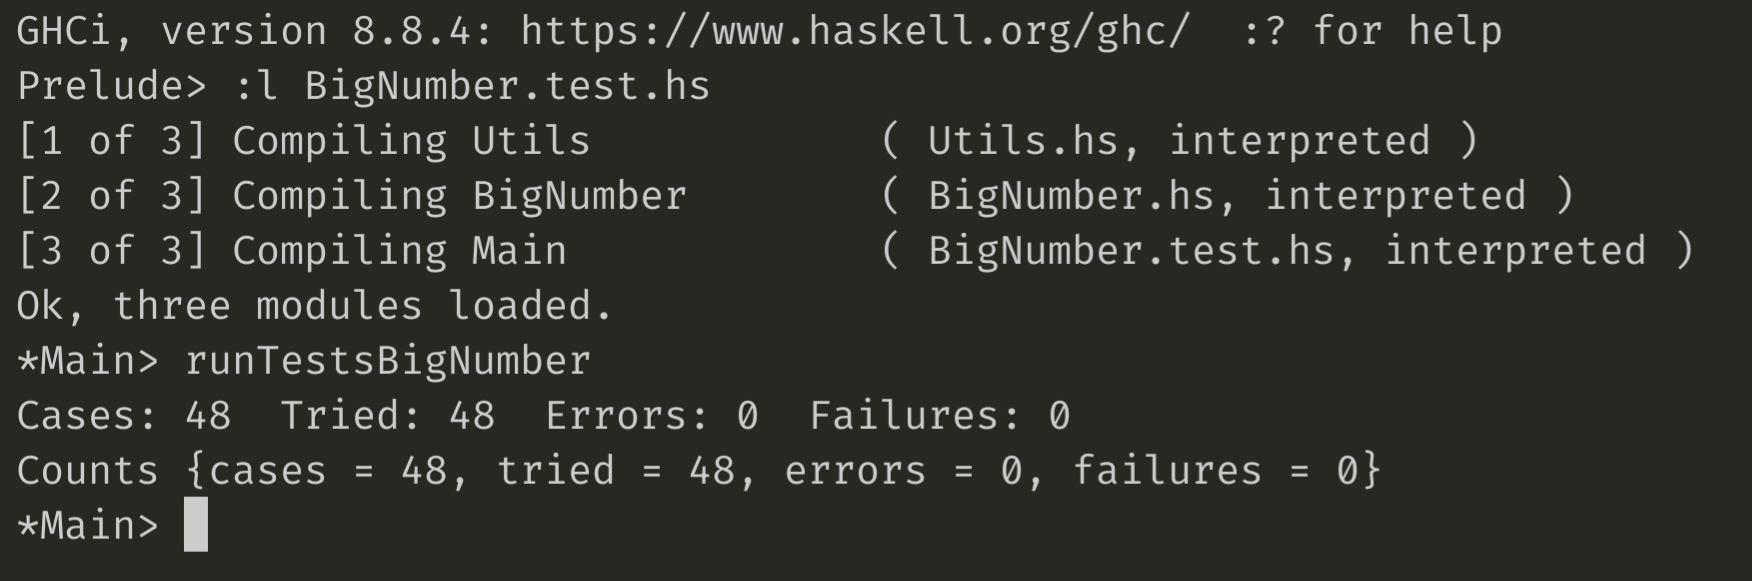 GHCi, version 8.8.4: https://www.haskell.org/ghc/  :? for help
Prelude> :l BigNumber.test.hs
[1 of 3] Compiling Utils            ( Utils.hs, interpreted )
[2 of 3] Compiling BigNumber        ( BigNumber.hs, interpreted )
[3 of 3] Compiling Main             ( BigNumber.test.hs, interpreted )
Ok, three modules loaded.
*Main> runTestsBigNumber
Cases: 48  Tried: 48  Errors: 0  Failures: 0
Counts {cases = 48, tried = 48, errors = 0, failures = 0}
*Main>